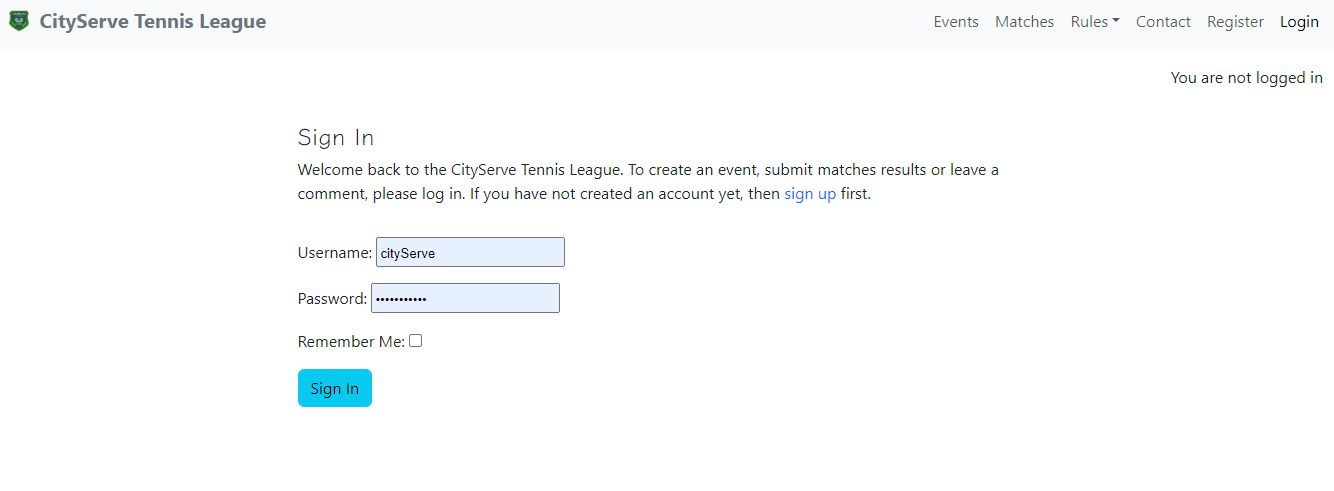 CityServe Tennis League
Events Matches Rules Contact Register Login
You are not logged in
Sign In
Welcome back to the CityServe Tennis League. To create an event, submit matches results or leave a
comment, please log in. If you have not created an account yet, then sign up first.
Username: cityServe
Password: •••••••••••
Remember Me:
Sign In